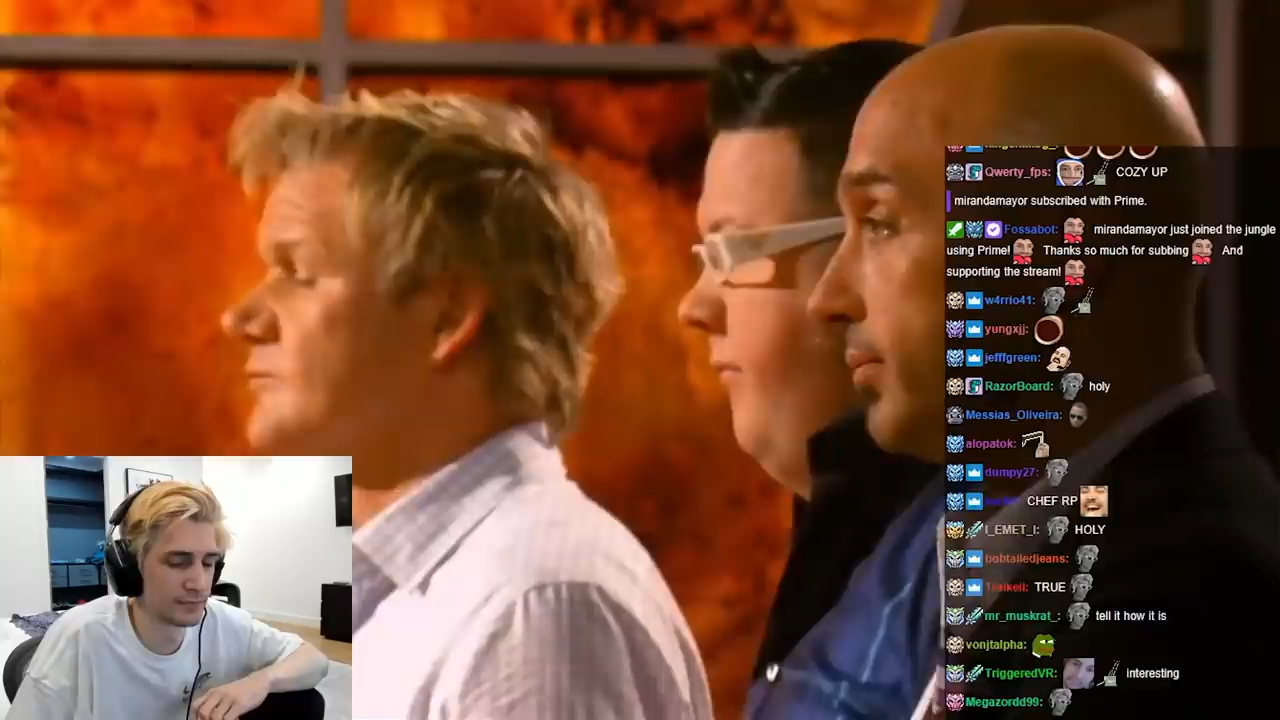 Qwerty_fps: COZY UP
mirandamayor subscribed with Prime.
Fossabot: mirandamayor just joined the jungle
using Prime! Thanks so much for subbing And
supporting the stream!
w4rrio41:
yungxjj:
jefffgreen:
RazorBoard: holy
Messias_Oliveira:
alopatok:
dumpy27:
CHEF RP
I_EMET_I: HOLY
bobtailedjeans:
TRUE
mr_muskrat_: tell it how it is
vonjtalpha:
TriggeredVR: interesting
Megazordd99: